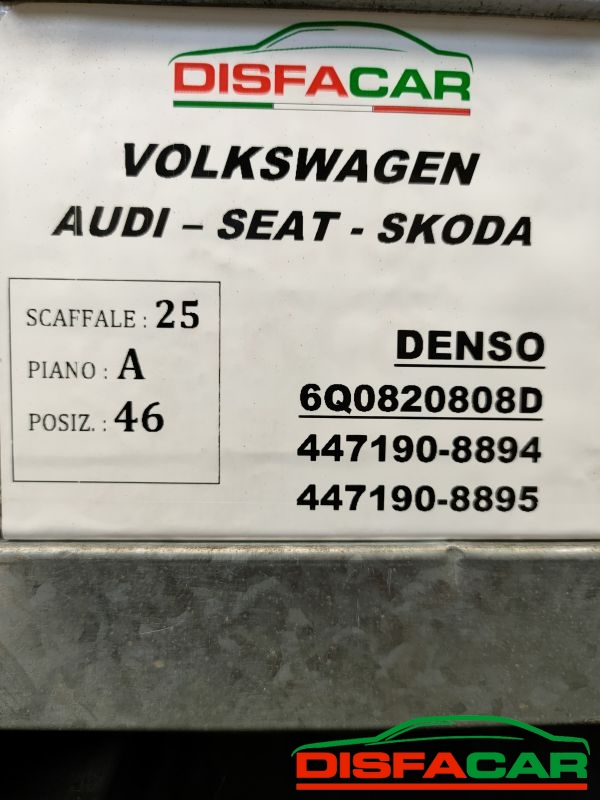 DISFACAR
VOLKSWAGEN
AUDI – SEAT - SKODA
SCAFFALE : 25
PIANO : A
POSIZ. : 46
DENSO
6Q0820808D
447190-8894
447190-8895
DISFACAR